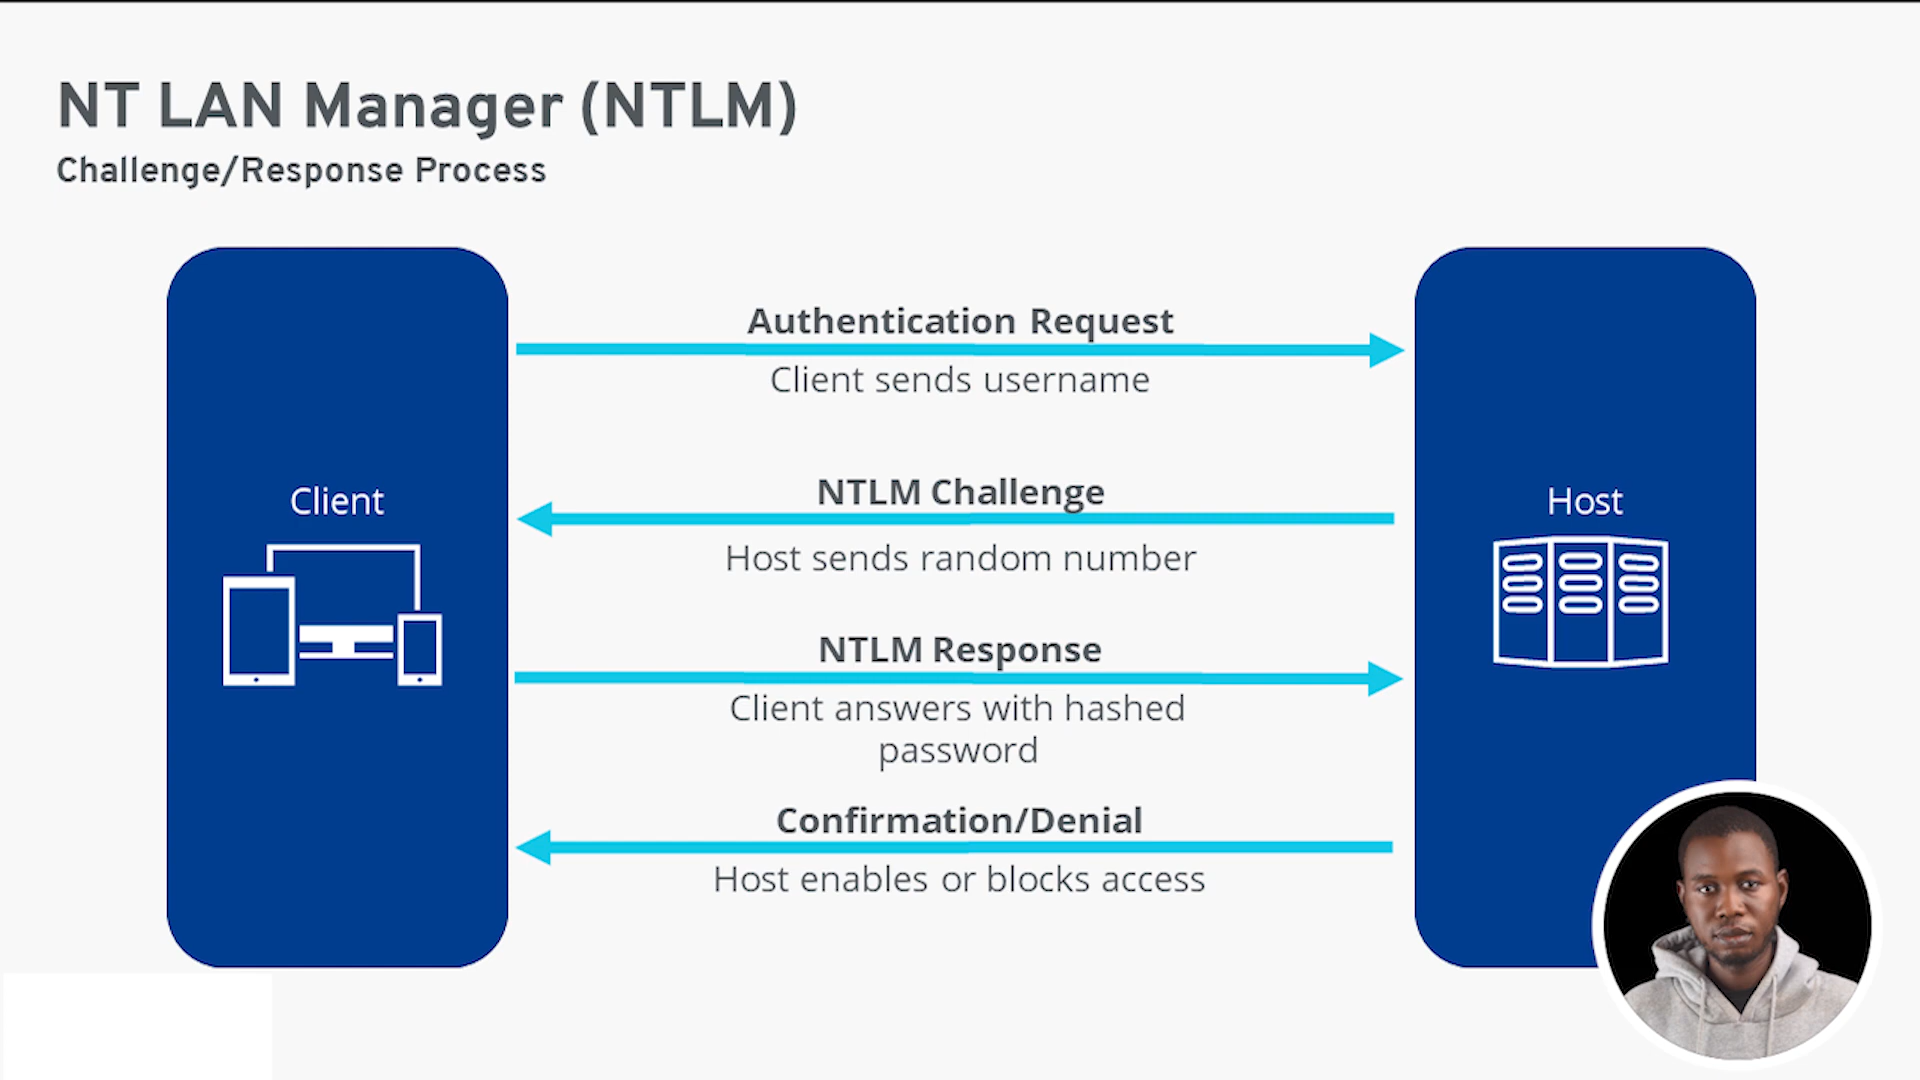 NT LAN Manager (NTLM)
Challenge/Response Process
Authentication Request
Client sends username
NTLM Challenge
Client
Host
Host sends random number
NTLM Response
Client answers with hashed
password
Confirmation/Denial
Host enables or blocks access